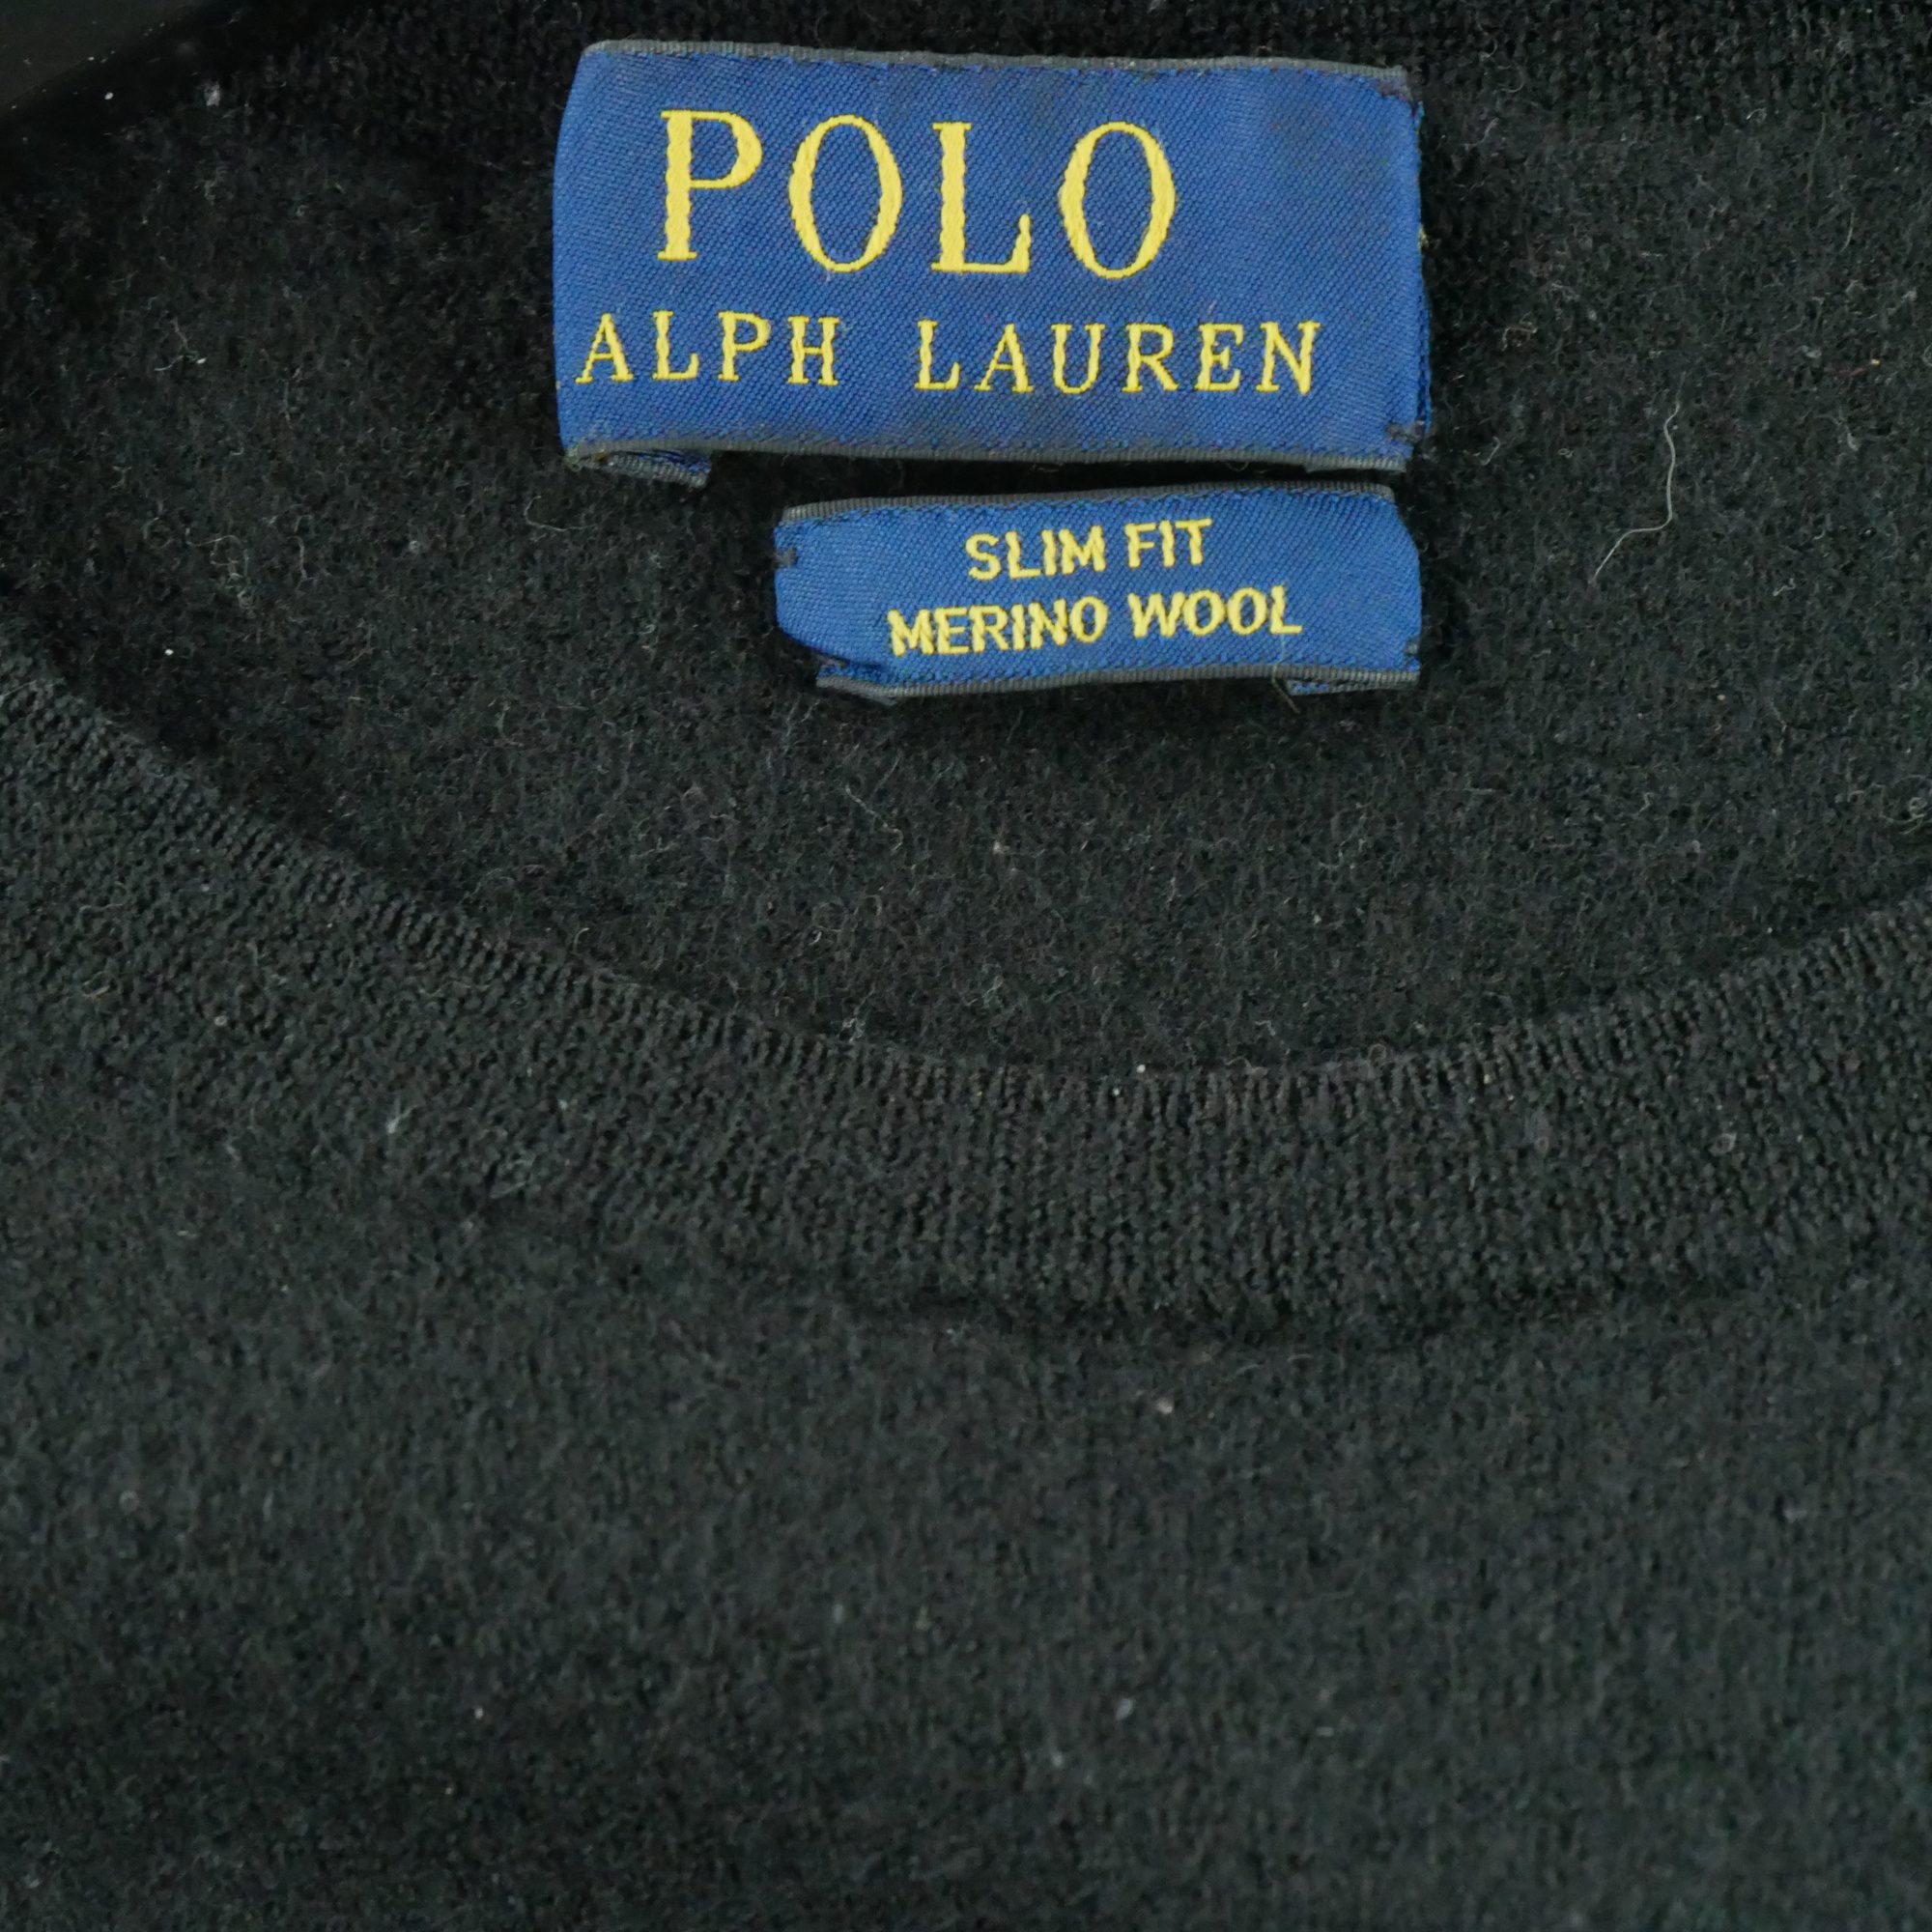 POLO
ALPH LAUREN
SLIM FIT
MERINO WOOL